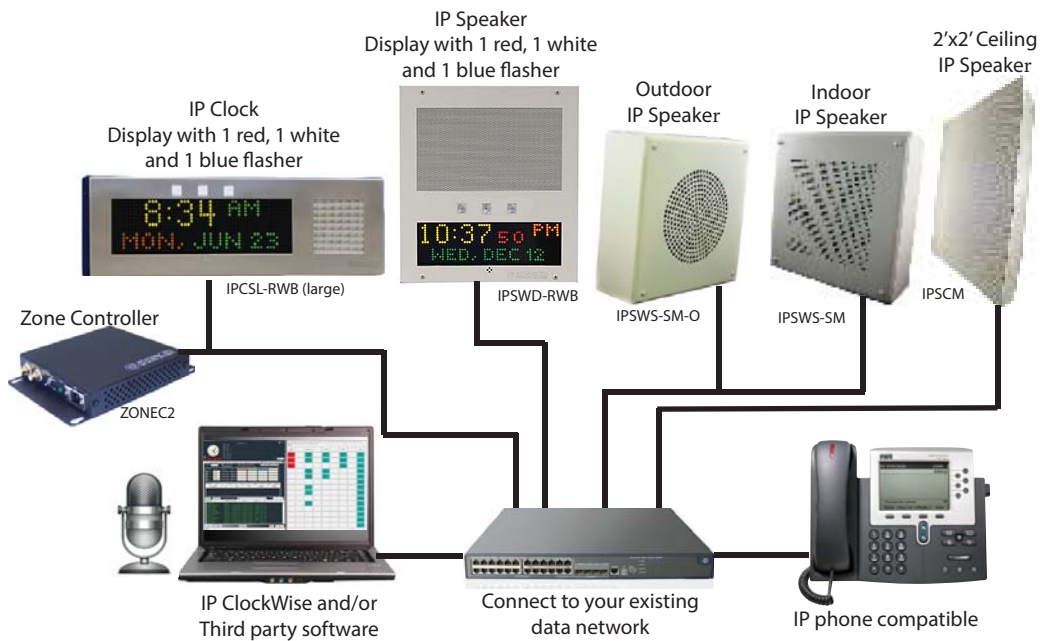 IP Speaker
Display with 1 red, 1 white
and 1 blue flasher
2'x2' Ceiling
IP Speaker
Outdoor
IP Speaker
Indoor
IP Speaker
IP Clock
Display with 1 red, 1 white
and 1 blue flasher
8:34 AM
MON, JUN 23
10:37 50 PM
WED, DEC 12
IPCSL-RWB (large)
IPSWD-RWB
IPSWS-SM-O
IPSWS-SM
IPSCM
Zone Controller
ZONEC2
IP ClockWise and/or
Third party software
Connect to your existing
data network
IP phone compatible